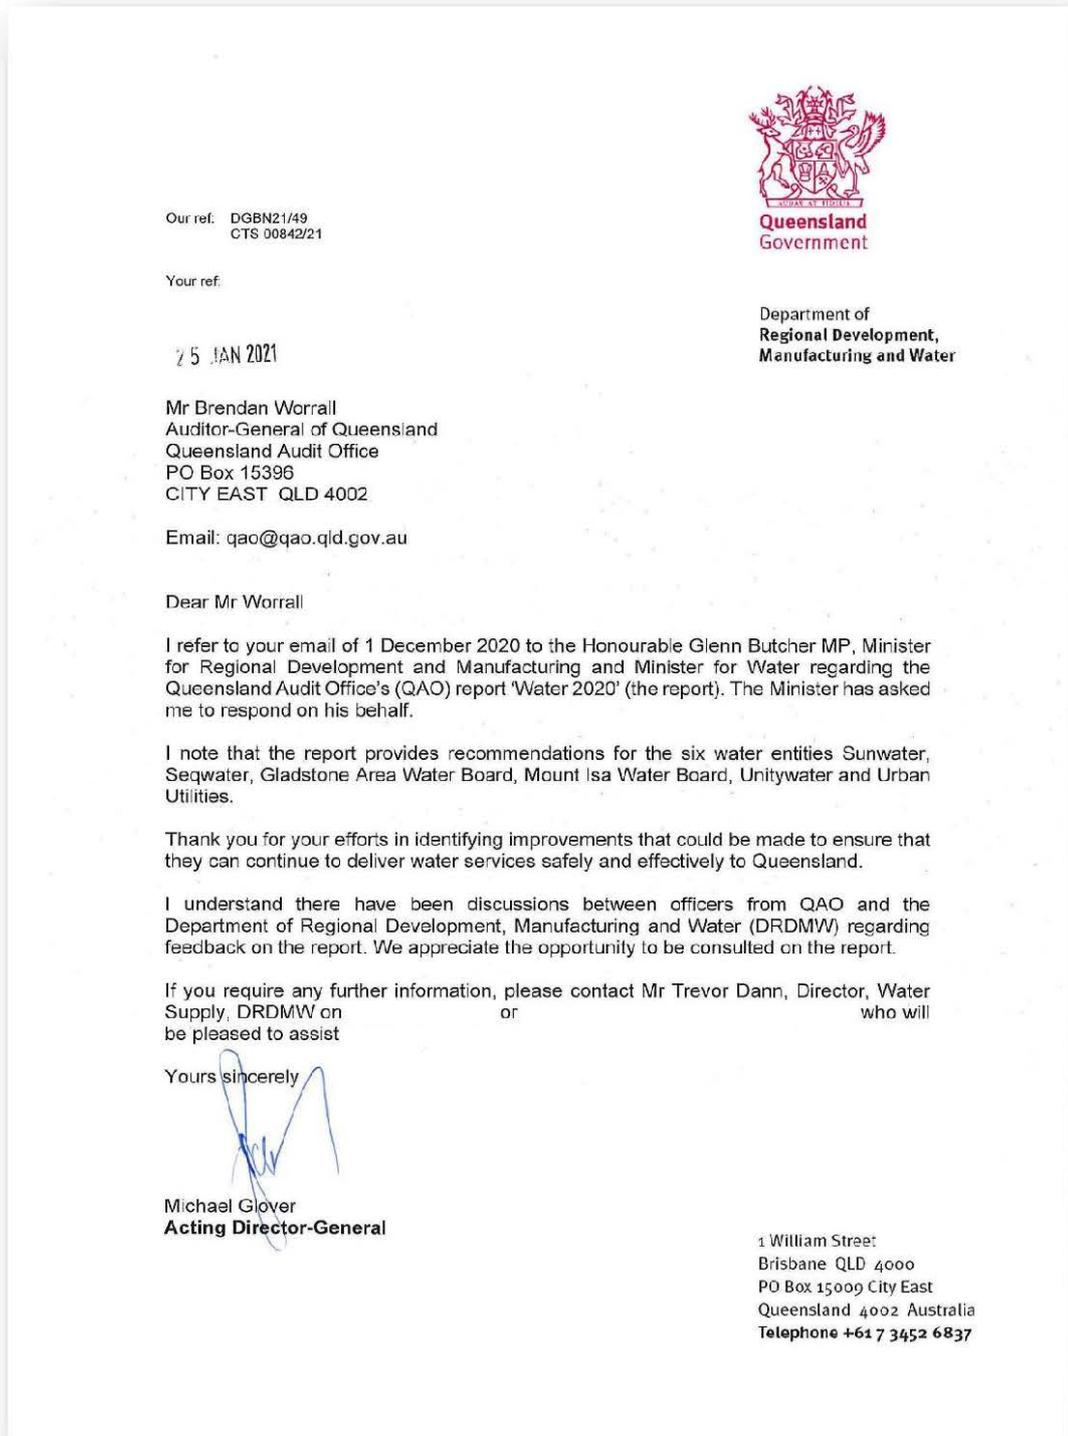 Our ref: DGBN21/49
CTS 00842/21
Your ref:
Queensland
Government
Department of
Regional Development,
Manufacturing and Water
25 JAN 2021
Mr Brendan Worrall
Auditor-General of Queensland
Queensland Audit Office
PO Box 15396
CITY EAST QLD 4002
Email: qao@qao.qld.gov.au
Dear Mr Worrall
I refer to your email of 1 December 2020 to the Honourable Glenn Butcher MP, Minister
for Regional Development and Manufacturing and Minister for Water regarding the
Queensland Audit Office's (QAO) report 'Water 2020' (the report). The Minister has asked
me to respond on his behalf.
I note that the report provides recommendations for the six water entities Sunwater,
Seqwater, Gladstone Area Water Board, Mount Isa Water Board, Unitywater and Urban
Utilities.
Thank you for your efforts in identifying improvements that could be made to ensure that
they can continue to deliver water services safely and effectively to Queensland.
I understand there have been discussions between officers from QAO and the
Department of Regional Development, Manufacturing and Water (DRDMW) regarding
feedback on the report. We appreciate the opportunity to be consulted on the report.
If you require any further information, please contact Mr Trevor Dann, Director, Water
Supply, DRDMW on or who will
be pleased to assist
Yours sincerely
Michael Glover
Acting Director-General
1 William Street
Brisbane QLD 4000
PO Box 15009 City East
Queensland 4002 Australia
Telephone +61 7 3452 6837